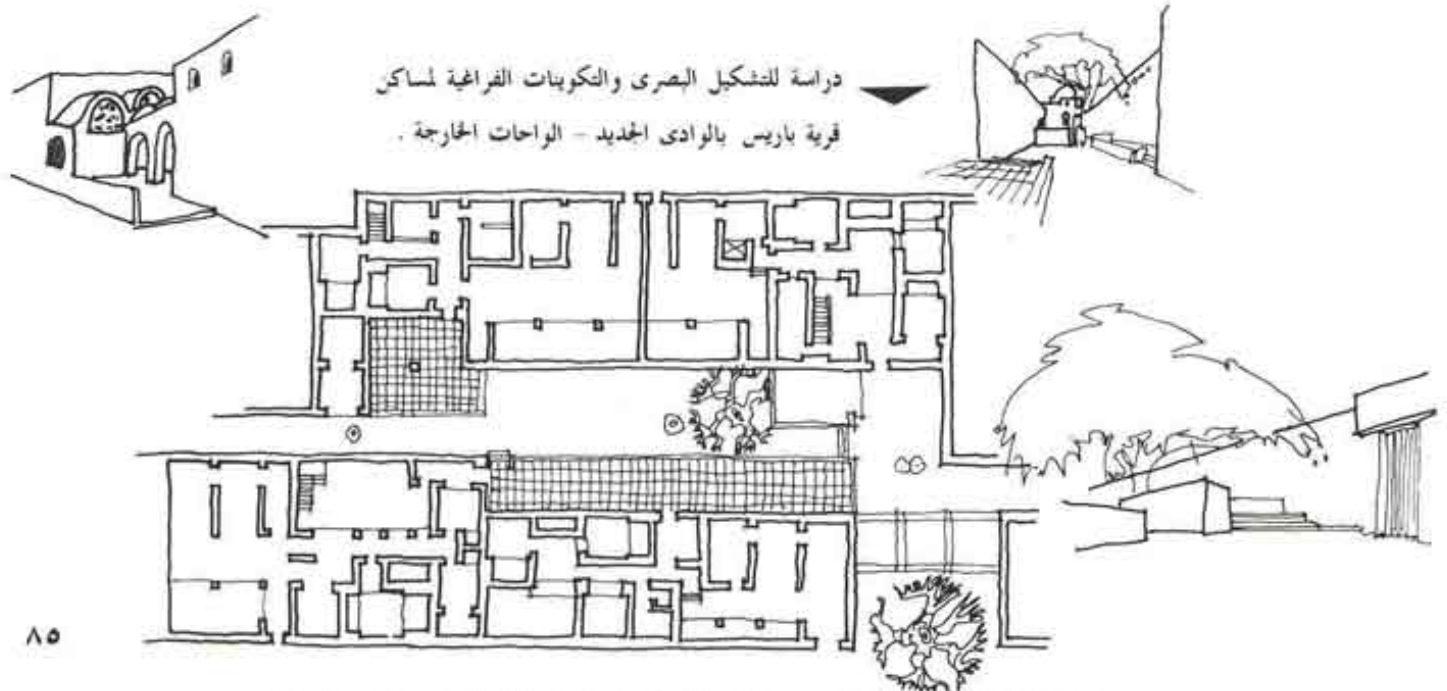 دراسة للتشكيل البصرى والتكوينات الفراغية لمساكن
قرية باريس بالوادى الجديد – الواحات الخارجة .
٨٥